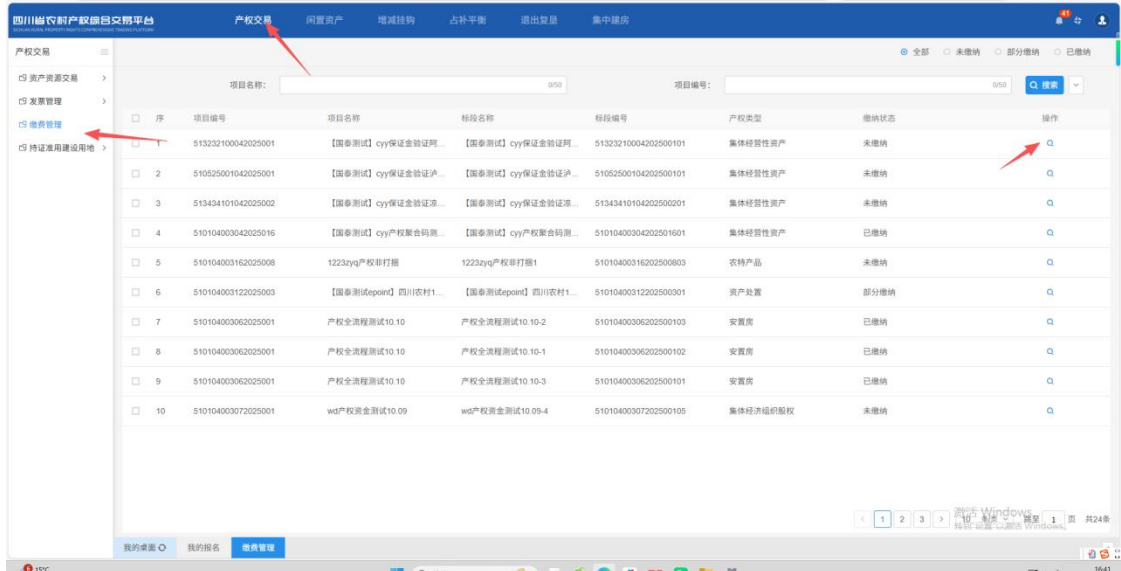 四川省农村产权综合交易平台 产权交易 闲置资产 增减挂钩 占补平衡 退出复垦 集中建房 41
产权交易 全部 未缴纳 部分缴纳 已缴纳
资产资源交易
发票管理
缴费管理
持证准用建设用地
项目名称: 0/50 项目编号: 0/50 搜索
序 项目编号 项目名称 标段名称 标段编号 产权类型 缴纳状态 操作
1 513232100042025001 【国泰测试】cyy保证金验证阿... 【国泰测试】cyy保证金验证阿... 51323210004202500101 集体经营性资产 未缴纳
2 510525001042025001 【国泰测试】cyy保证金验证泸... 【国泰测试】cyy保证金验证泸... 51052500104202500101 集体经营性资产 未缴纳
3 513434101042025002 【国泰测试】cyy保证金验证凉... 【国泰测试】cyy保证金验证凉... 51343410104202500201 集体经营性资产 未缴纳
4 510104003042025016 【国泰测试】cyy产权聚合码测... 【国泰测试】cyy产权聚合码测... 51010400304202501601 集体经营性资产 已缴纳
5 510104003162025008 1223zyq产权非打捆 1223zyq产权非打捆1 51010400316202500803 农特产品 未缴纳
6 510104003122025003 【国泰测试epoint】四川农村1... 【国泰测试epoint】四川农村1... 51010400312202500301 资产处置 部分缴纳
7 510104003062025001 产权全流程测试10.10 产权全流程测试10.10-2 51010400306202500103 安置房 已缴纳
8 510104003062025001 产权全流程测试10.10 产权全流程测试10.10-1 51010400306202500102 安置房 已缴纳
9 510104003062025001 产权全流程测试10.10 产权全流程测试10.10-3 51010400306202500101 安置房 已缴纳
10 510104003072025001 wd产权资金测试10.09 wd产权资金测试10.09-4 51010400307202500105 集体经济组织股权 未缴纳
激活 Windows
1 2 3 10 条/页 跳至 1 页 共24条
转到"设置"以激活 Windows。
我的桌面 我的报名 缴费管理
15°C 16:41